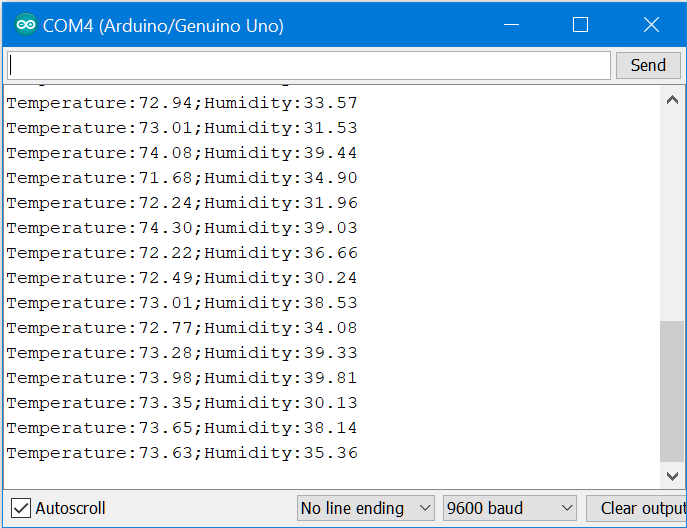 COM4 (Arduino/Genuino Uno)
Send
Temperature:72.94;Humidity:33.57
Temperature:73.01;Humidity:31.53
Temperature:74.08;Humidity:39.44
Temperature:71.68;Humidity:34.90
Temperature:72.24;Humidity:31.96
Temperature:74.30;Humidity:39.03
Temperature:72.22;Humidity:36.66
Temperature:72.49;Humidity:30.24
Temperature:73.01;Humidity:38.53
Temperature:72.77;Humidity:34.08
Temperature:73.28;Humidity:39.33
Temperature:73.98;Humidity:39.81
Temperature:73.35;Humidity:30.13
Temperature:73.65;Humidity:38.14
Temperature:73.63;Humidity:35.36
Autoscroll No line ending 9600 baud Clear output